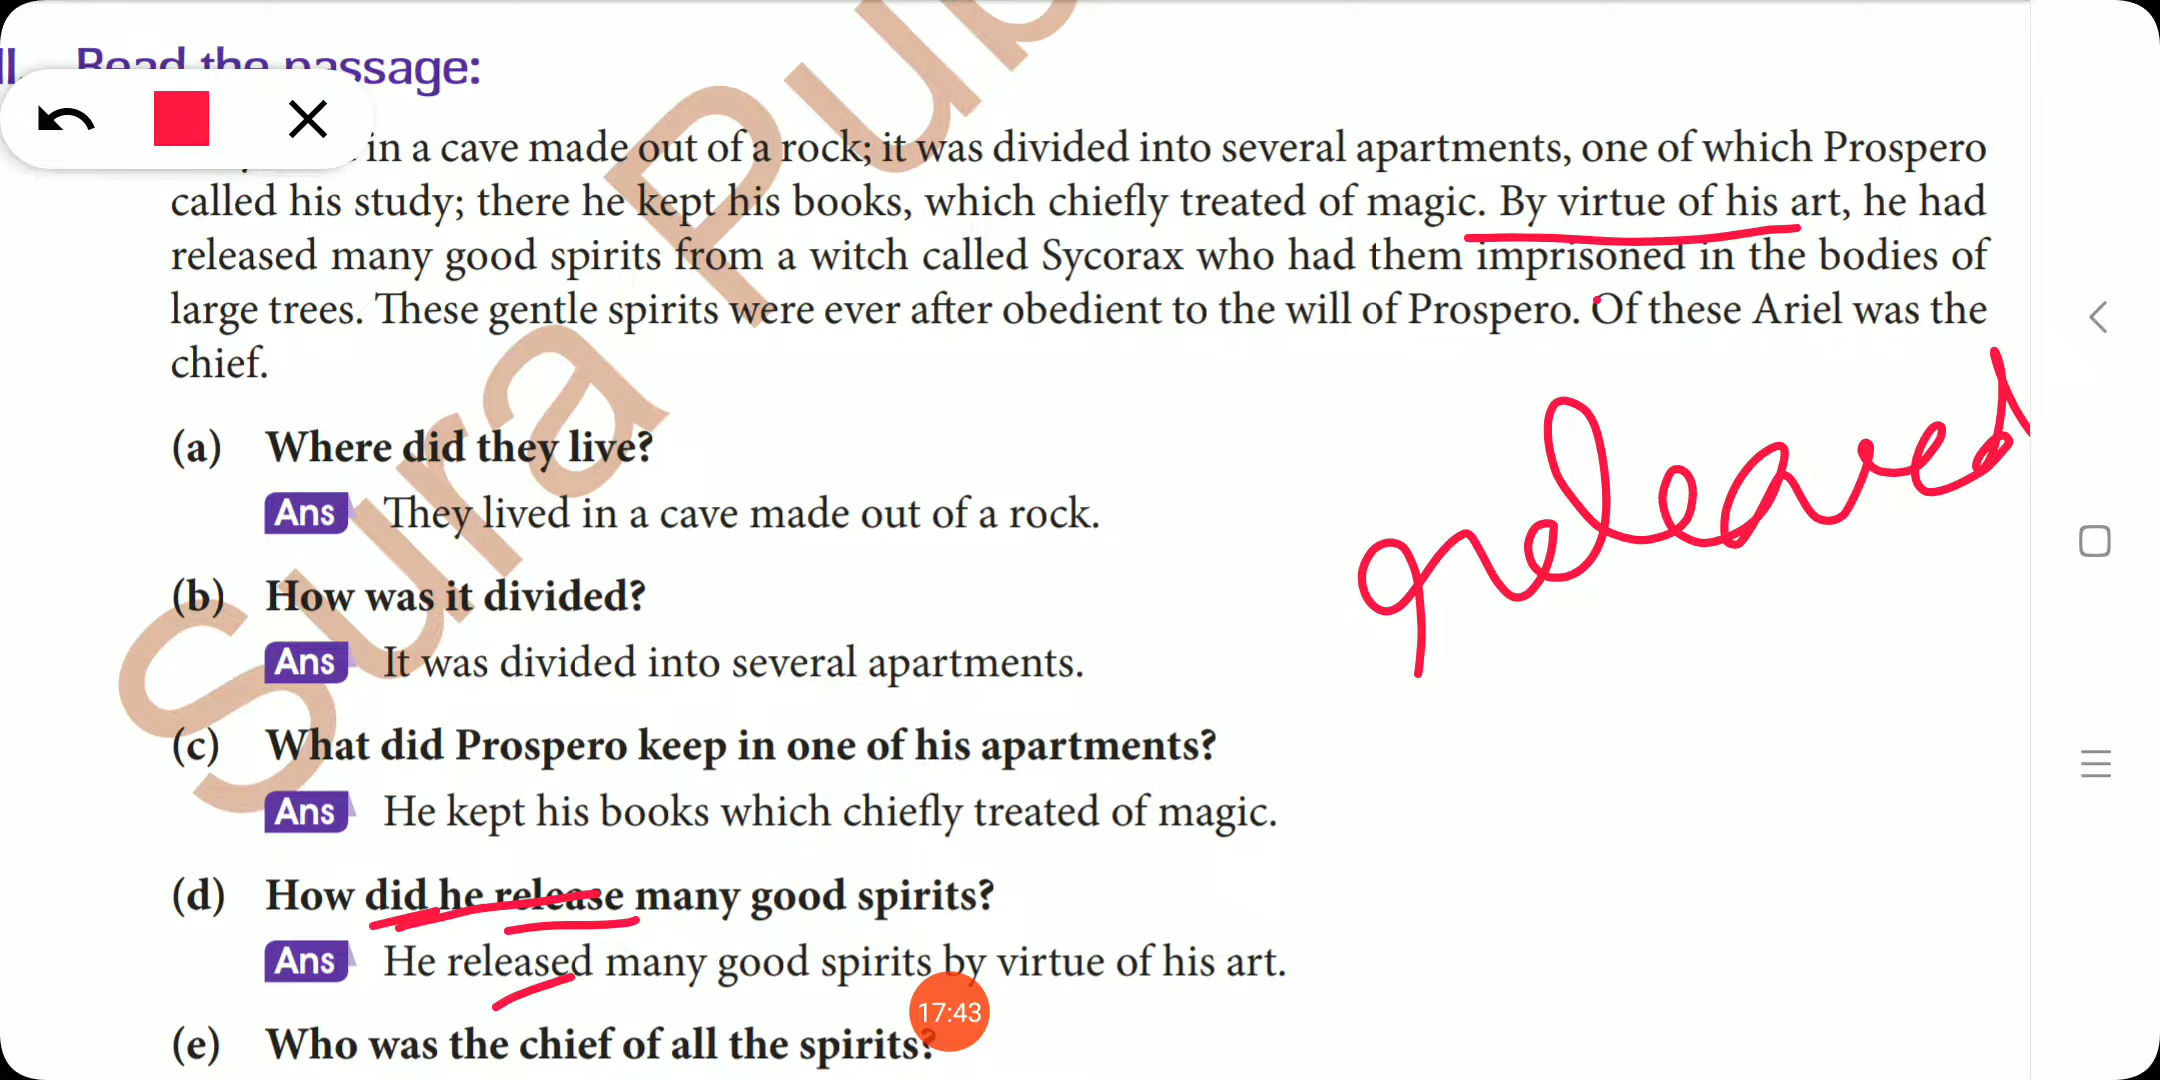 II. Read the passage:
in a cave made out of a rock; it was divided into several apartments, one of which Prospero
called his study; there he kept his books, which chiefly treated of magic. By virtue of his art, he had
released many good spirits from a witch called Sycorax who had them imprisoned in the bodies of
large trees. These gentle spirits were ever after obedient to the will of Prospero. Of these Ariel was the
chief.
(a) Where did they live?
Ans They lived in a cave made out of a rock.
released
(b) How was it divided?
Ans It was divided into several apartments.
(c) What did Prospero keep in one of his apartments?
Ans He kept his books which chiefly treated of magic.
(d) How did he release many good spirits?
Ans He released many good spirits by virtue of his art.
17:43
(e) Who was the chief of all the spirits?
Sura Pub